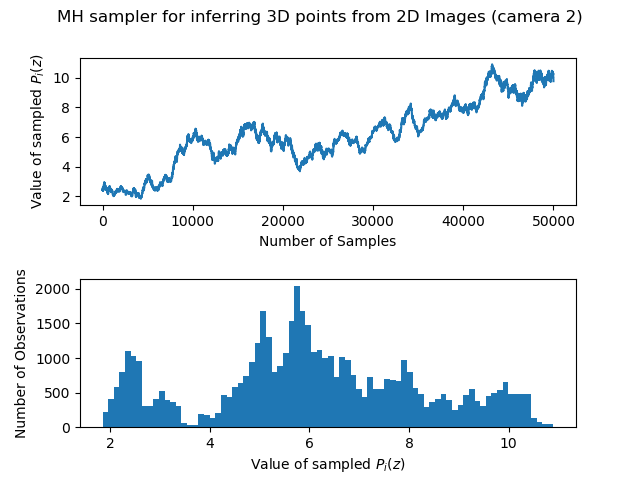 MH sampler for inferring 3D points from 2D Images (camera 2)
Value of sampled P_i(z)
10
8
6
4
2
0 10000 20000 30000 40000 50000
Number of Samples
Number of Observations
2000
1500
1000
500
0
2 4 6 8 10
Value of sampled P_i(z)